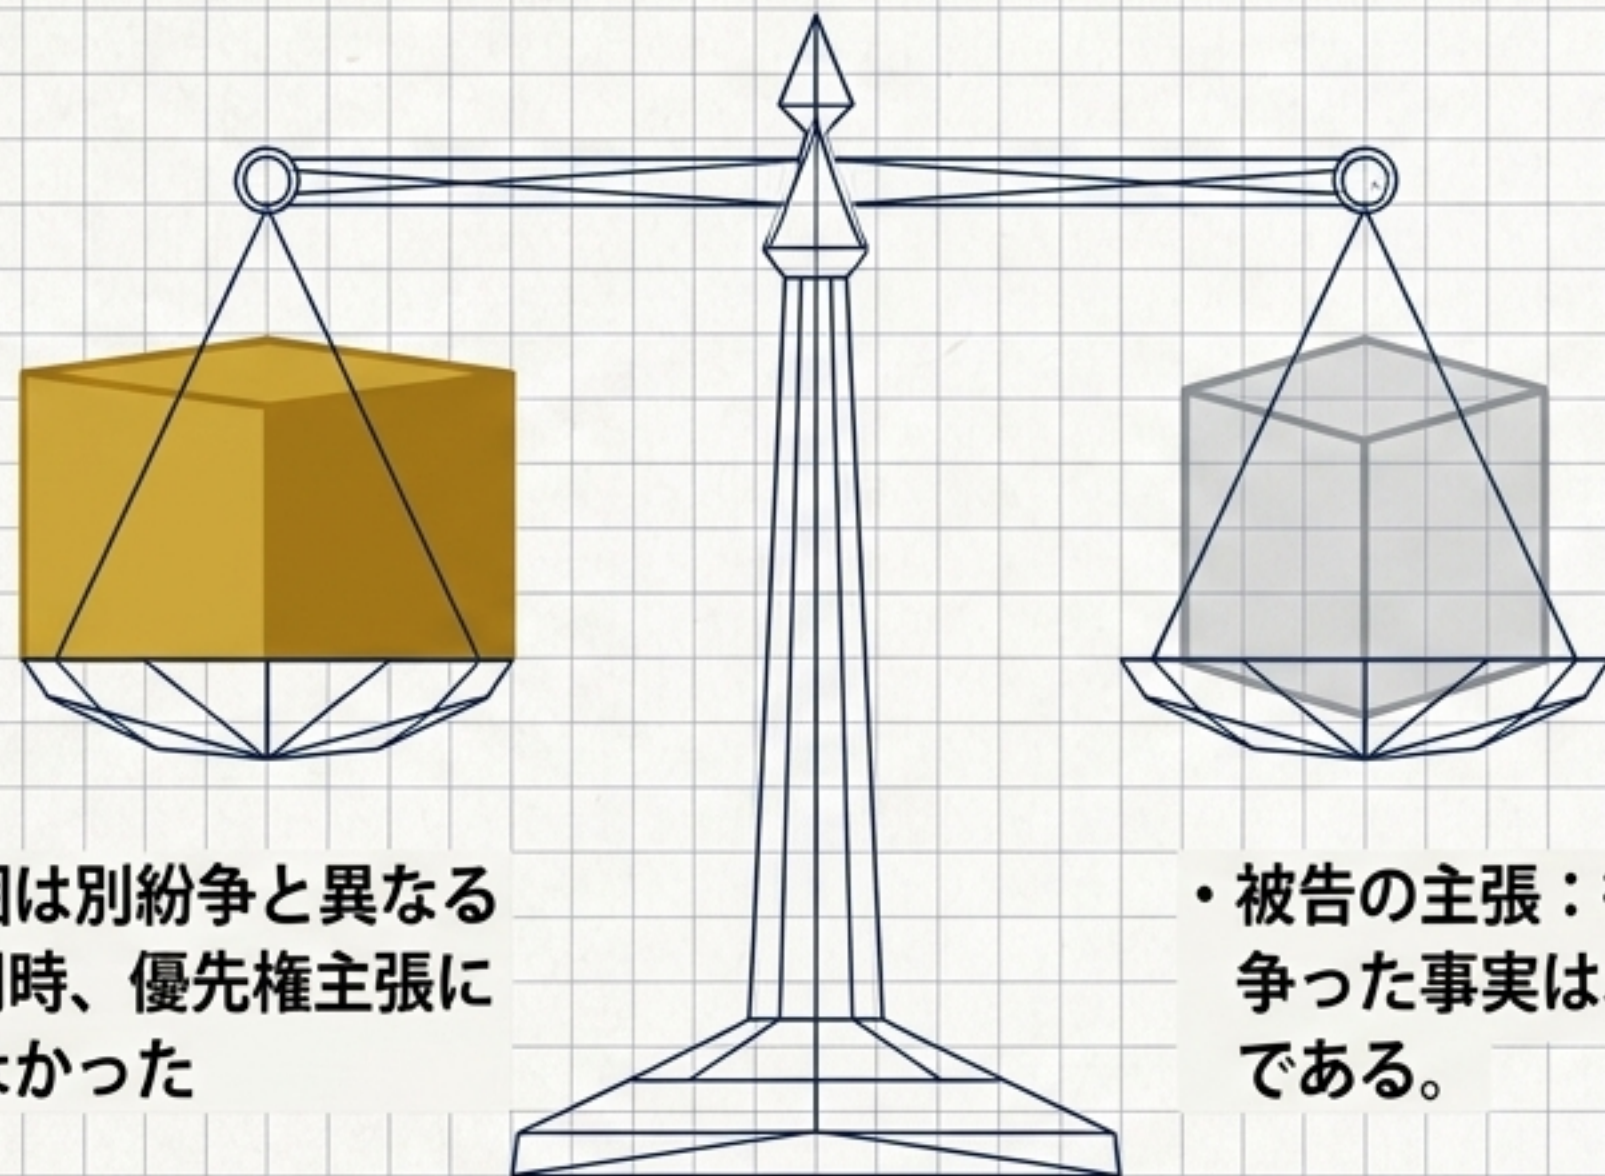 は別紛争と異なる
時、優先権主張に
かった
・被告の主張：
争った事実は
である。